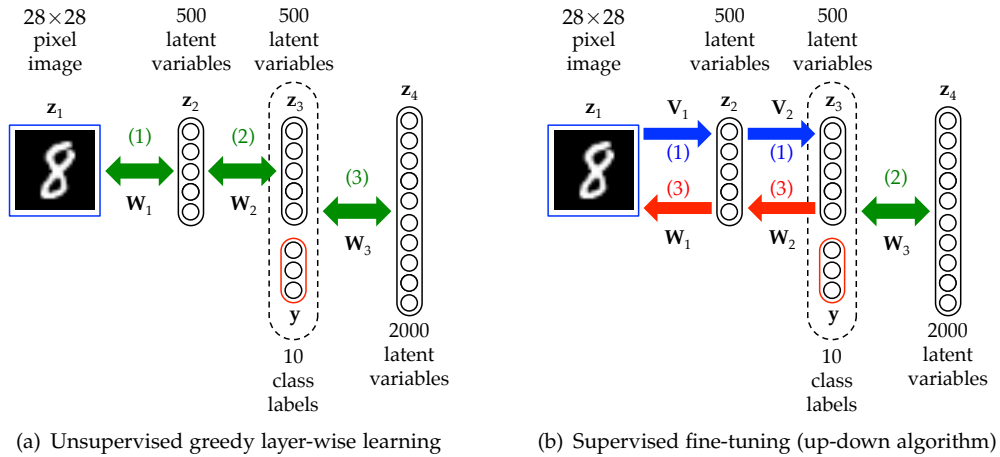 28×28
pixel
image
500
latent
variables
500
latent
variables
z₁
z₂
z₃
z₄
(1)
(2)
(3)
W₁
W₂
W₃
y
10
class
labels
2000
latent
variables
(a) Unsupervised greedy layer-wise learning
28×28
pixel
image
500
latent
variables
500
latent
variables
z₁
V₁
z₂
V₂
z₃
z₄
(1)
(1)
(3)
(3)
(2)
W₁
W₂
W₃
y
10
class
labels
2000
latent
variables
(b) Supervised fine-tuning (up-down algorithm)